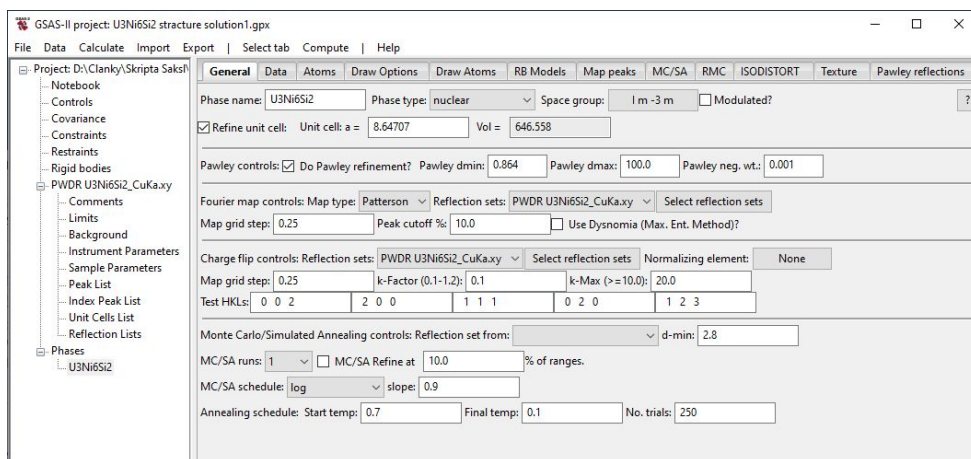 GSAS-II project: U3Ni6Si2 stracture solution1.gpx
File Data Calculate Import Export | Select tab Compute | Help
Project: D:\Clanky\Skripta Saksl\
Notebook
Controls
Covariance
Constraints
Restraints
Rigid bodies
PWDR U3Ni6Si2_CuKa.xy
Comments
Limits
Background
Instrument Parameters
Sample Parameters
Peak List
Index Peak List
Unit Cells List
Reflection Lists
Phases
U3Ni6Si2
General Data Atoms Draw Options Draw Atoms RB Models Map peaks MC/SA RMC ISODISTORT Texture Pawley reflections
Phase name: U3Ni6Si2 Phase type: nuclear Space group: I m -3 m Modulated? ?
Refine unit cell: Unit cell: a = 8.64707 Vol = 646.558
Pawley controls: Do Pawley refinement? Pawley dmin: 0.864 Pawley dmax: 100.0 Pawley neg. wt.: 0.001
Fourier map controls: Map type: Patterson Reflection sets: PWDR U3Ni6Si2_CuKa.xy Select reflection sets
Map grid step: 0.25 Peak cutoff %: 10.0 Use Dysnomia (Max. Ent. Method)?
Charge flip controls: Reflection sets: PWDR U3Ni6Si2_CuKa.xy Select reflection sets Normalizing element: None
Map grid step: 0.25 k-Factor (0.1-1.2): 0.1 k-Max (>=10.0): 20.0
Test HKLs: 0 0 2 2 0 0 1 1 1 0 2 0 1 2 3
Monte Carlo/Simulated Annealing controls: Reflection set from: d-min: 2.8
MC/SA runs: 1 MC/SA Refine at 10.0 % of ranges.
MC/SA schedule: log slope: 0.9
Annealing schedule: Start temp: 0.7 Final temp: 0.1 No. trials: 250